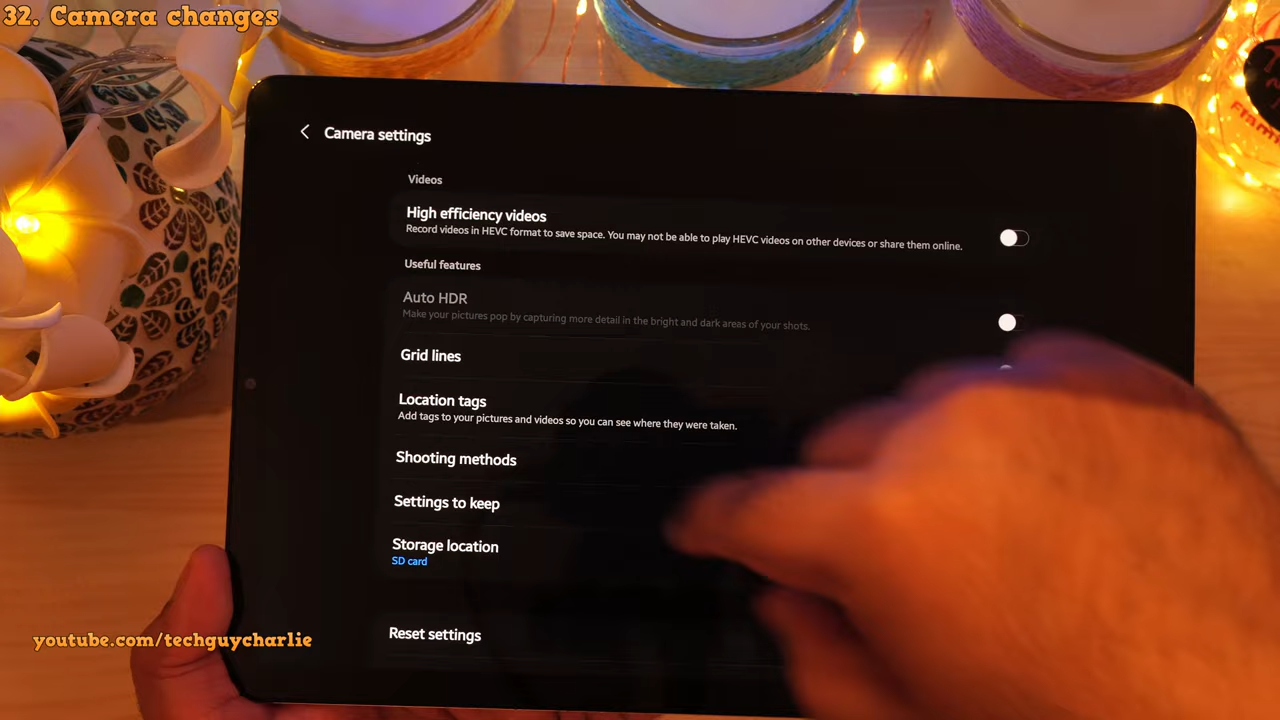 32. Camera changes
Camera settings
Videos
High efficiency videos
Record videos in HEVC format to save space. You may not be able to play HEVC videos on other devices or share them online.
Useful features
Auto HDR
Make your pictures pop by capturing more detail in the bright and dark areas of your shots.
Grid lines
Location tags
Add tags to your pictures and videos so you can see where they were taken.
Shooting methods
Settings to keep
Storage location
SD card
Reset settings
youtube.com/techguycharlie